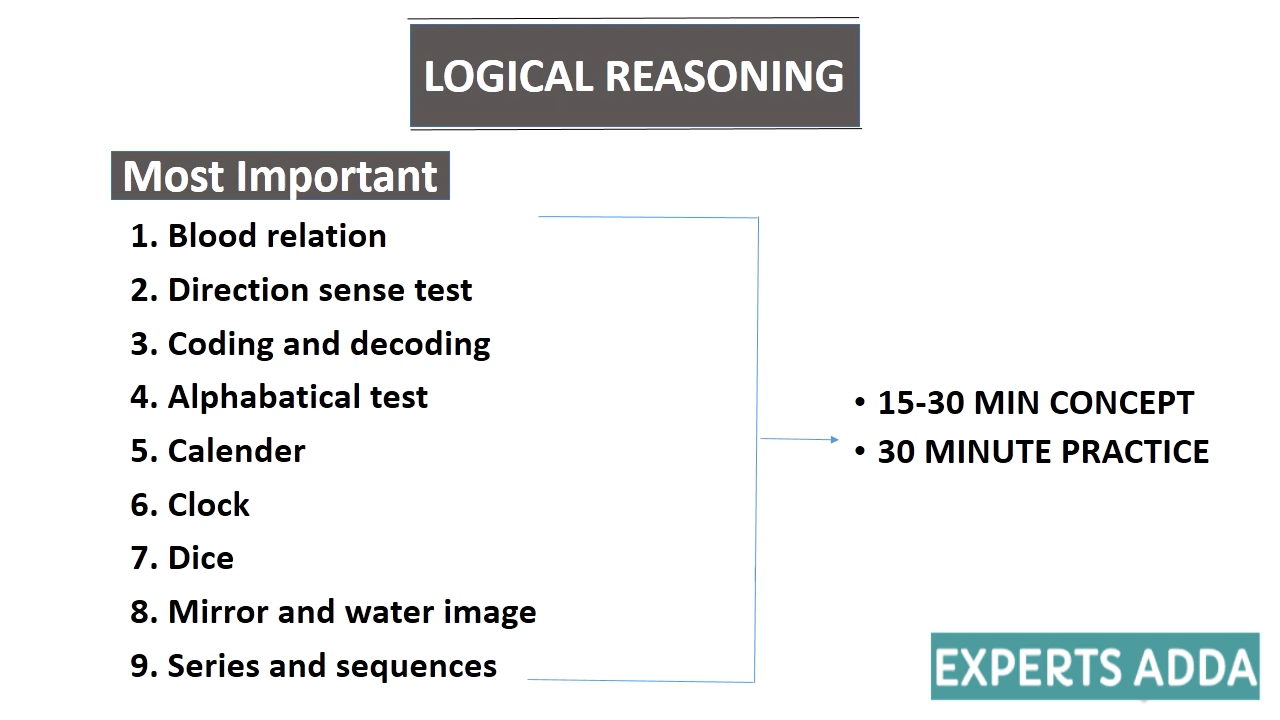 LOGICAL REASONING
Most Important
1. Blood relation
2. Direction sense test
3. Coding and decoding
4. Alphabatical test
5. Calender
6. Clock
7. Dice
8. Mirror and water image
9. Series and sequences
• 15-30 MIN CONCEPT
• 30 MINUTE PRACTICE
EXPERTS ADDA